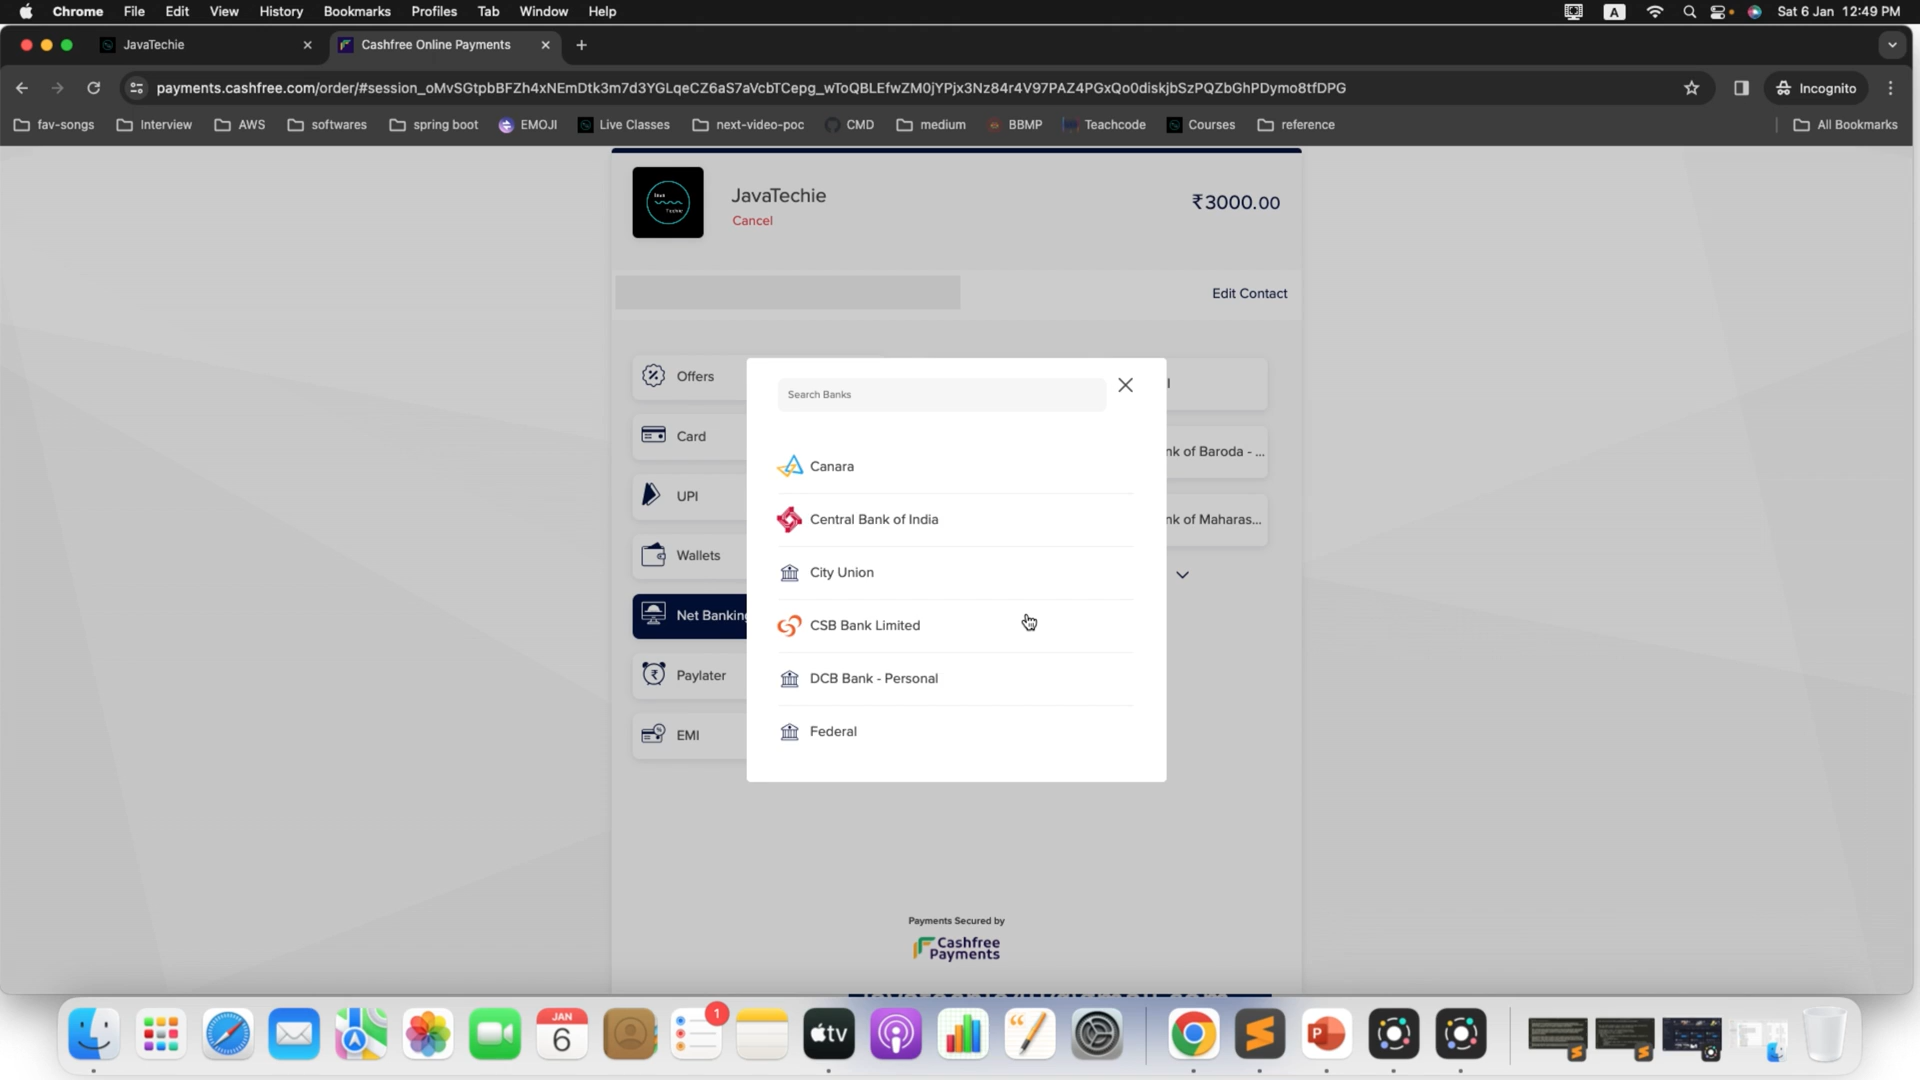 Chrome File Edit View History Bookmarks Profiles Tab Window Help
A
Sat 6 Jan 12:49 PM
JavaTechie
Cashfree Online Payments
payments.cashfree.com/order/#session_oMvSGtpbBFZh4xNEmDtk3m7d3YGLqeCZ6aS7aVcbTCepg_wToQBLEfwZM0jYPjx3Nz84r4V97PAZ4PGxQo0diskjbSzPQZbGhPDymo8tfDPG
Incognito
fav-songs Interview AWS softwares spring boot EMOJI Live Classes next-video-poc CMD medium BBMP Teachcode Courses reference All Bookmarks
JavaTechie
Cancel
₹3000.00
Edit Contact
Offers
Card
UPI
Wallets
Net Banking
Paylater
EMI
Search Banks
Canara
Central Bank of India
City Union
CSB Bank Limited
DCB Bank - Personal
Federal
nk of Baroda - ...
nk of Maharas...
Payments Secured by
Cashfree
Payments
1
JAN
6
tv
P